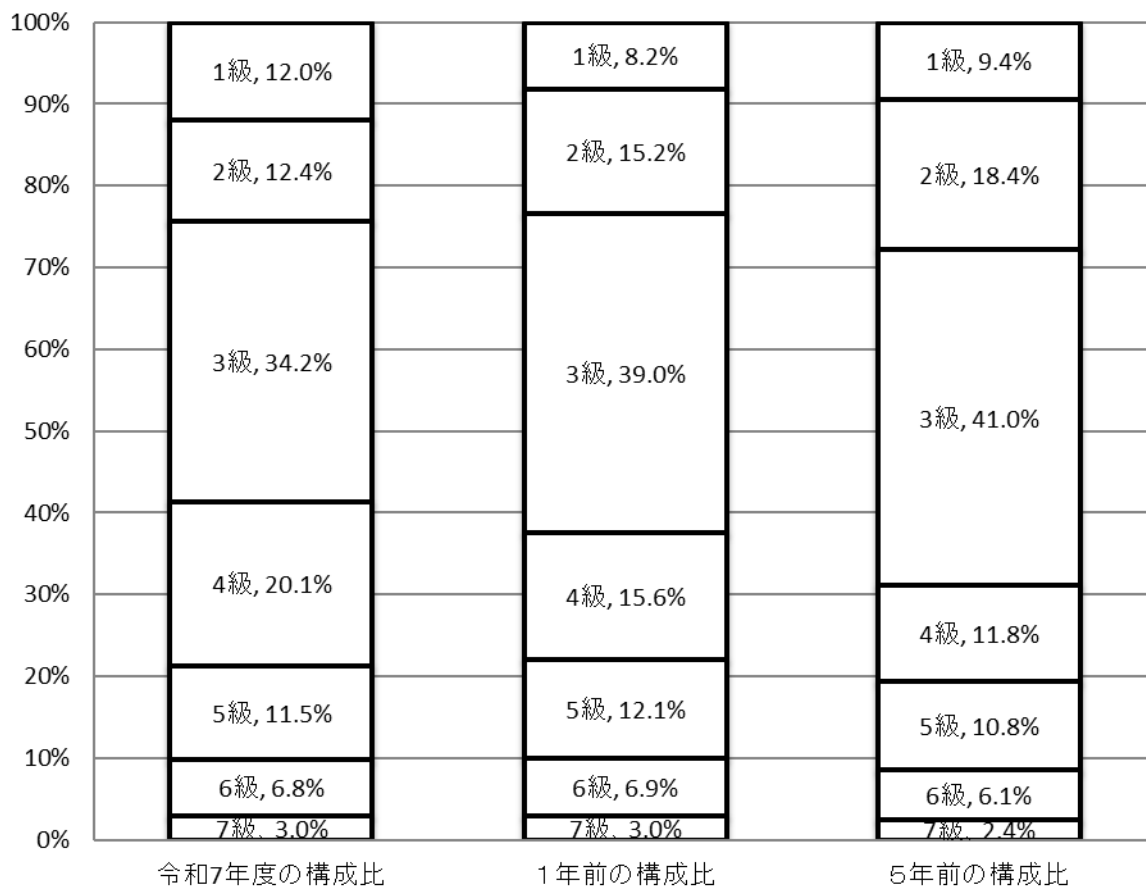 100%
90%
80%
70%
60%
50%
40%
30%
20%
10%
0%
1級, 12.0%
2級, 12.4%
3級, 34.2%
4級, 20.1%
5級, 11.5%
6級, 6.8%
7級, 3.0%
1級, 8.2%
2級, 15.2%
3級, 39.0%
4級, 15.6%
5級, 12.1%
6級, 6.9%
7級, 3.0%
1級, 9.4%
2級, 18.4%
3級, 41.0%
4級, 11.8%
5級, 10.8%
6級, 6.1%
7級, 2.4%
令和7年度の構成比
１年前の構成比
５年前の構成比